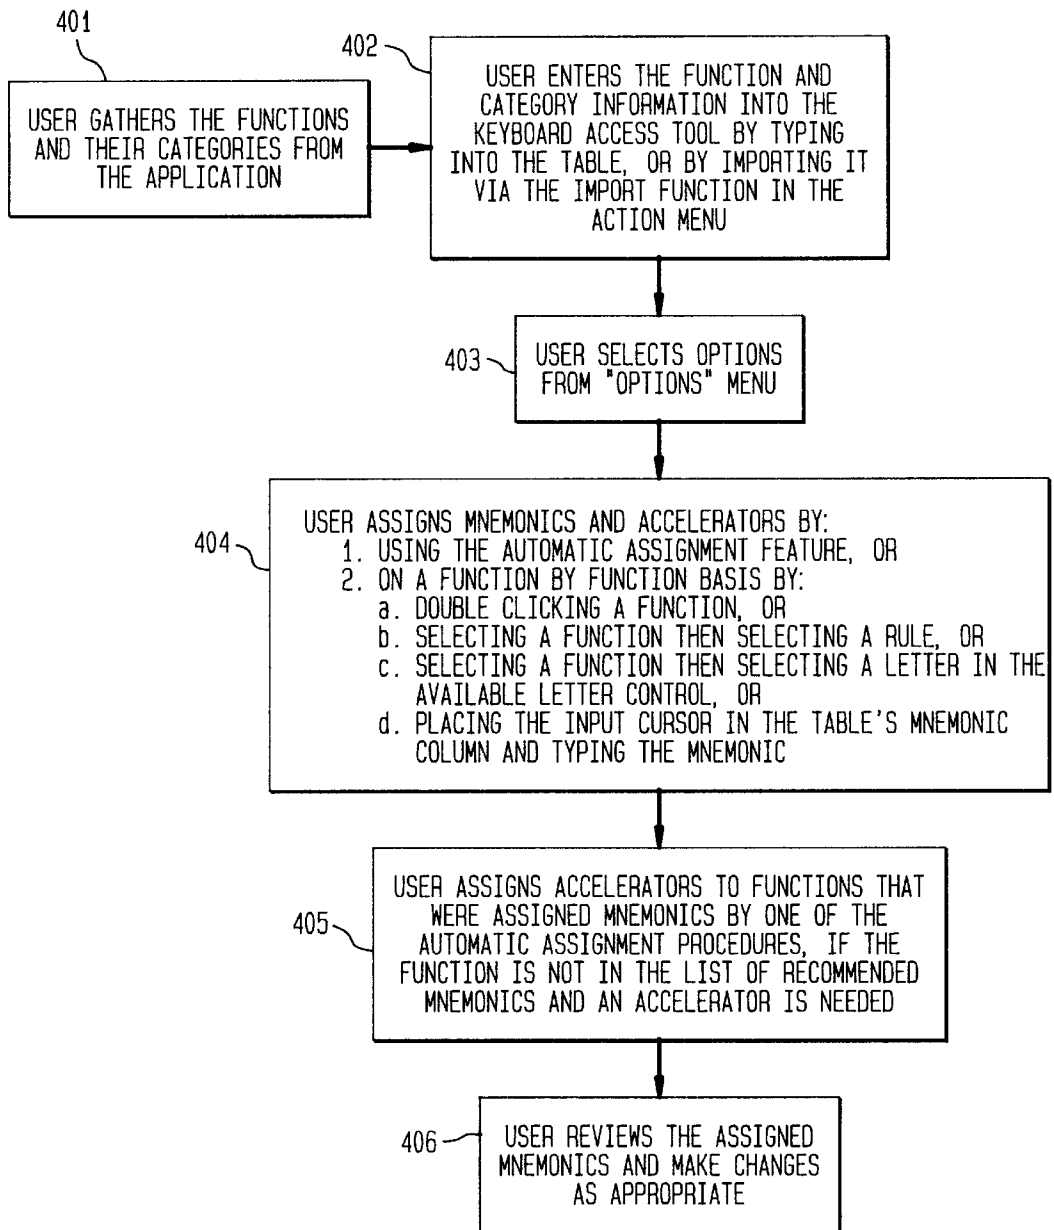 401
USER GATHERS THE FUNCTIONS
AND THEIR CATEGORIES FROM
THE APPLICATION
402
USER ENTERS THE FUNCTION AND
CATEGORY INFORMATION INTO THE
KEYBOARD ACCESS TOOL BY TYPING
INTO THE TABLE, OR BY IMPORTING IT
VIA THE IMPORT FUNCTION IN THE
ACTION MENU
403
USER SELECTS OPTIONS
FROM "OPTIONS" MENU
404
USER ASSIGNS MNEMONICS AND ACCELERATORS BY:
1. USING THE AUTOMATIC ASSIGNMENT FEATURE, OR
2. ON A FUNCTION BY FUNCTION BASIS BY:
a. DOUBLE CLICKING A FUNCTION, OR
b. SELECTING A FUNCTION THEN SELECTING A RULE, OR
c. SELECTING A FUNCTION THEN SELECTING A LETTER IN THE
AVAILABLE LETTER CONTROL, OR
d. PLACING THE INPUT CURSOR IN THE TABLE'S MNEMONIC
COLUMN AND TYPING THE MNEMONIC
405
USER ASSIGNS ACCELERATORS TO FUNCTIONS THAT
WERE ASSIGNED MNEMONICS BY ONE OF THE
AUTOMATIC ASSIGNMENT PROCEDURES, IF THE
FUNCTION IS NOT IN THE LIST OF RECOMMENDED
MNEMONICS AND AN ACCELERATOR IS NEEDED
406
USER REVIEWS THE ASSIGNED
MNEMONICS AND MAKE CHANGES
AS APPROPRIATE